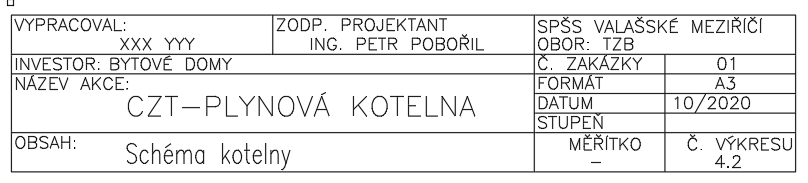 VYPRACOVAL:
XXX YYY
ZODP. PROJEKTANT
ING. PETR POBOŘIL
SPŠS VALAŠSKÉ MEZIŘÍČÍ
OBOR: TZB
INVESTOR: BYTOVÉ DOMY
Č. ZAKÁZKY 01
NÁZEV AKCE:
CZT-PLYNOVÁ KOTELNA
FORMÁT A3
DATUM 10/2020
STUPEŇ
OBSAH:
Schéma kotelny
MĚŘÍTKO
–
Č. VÝKRESU
4.2